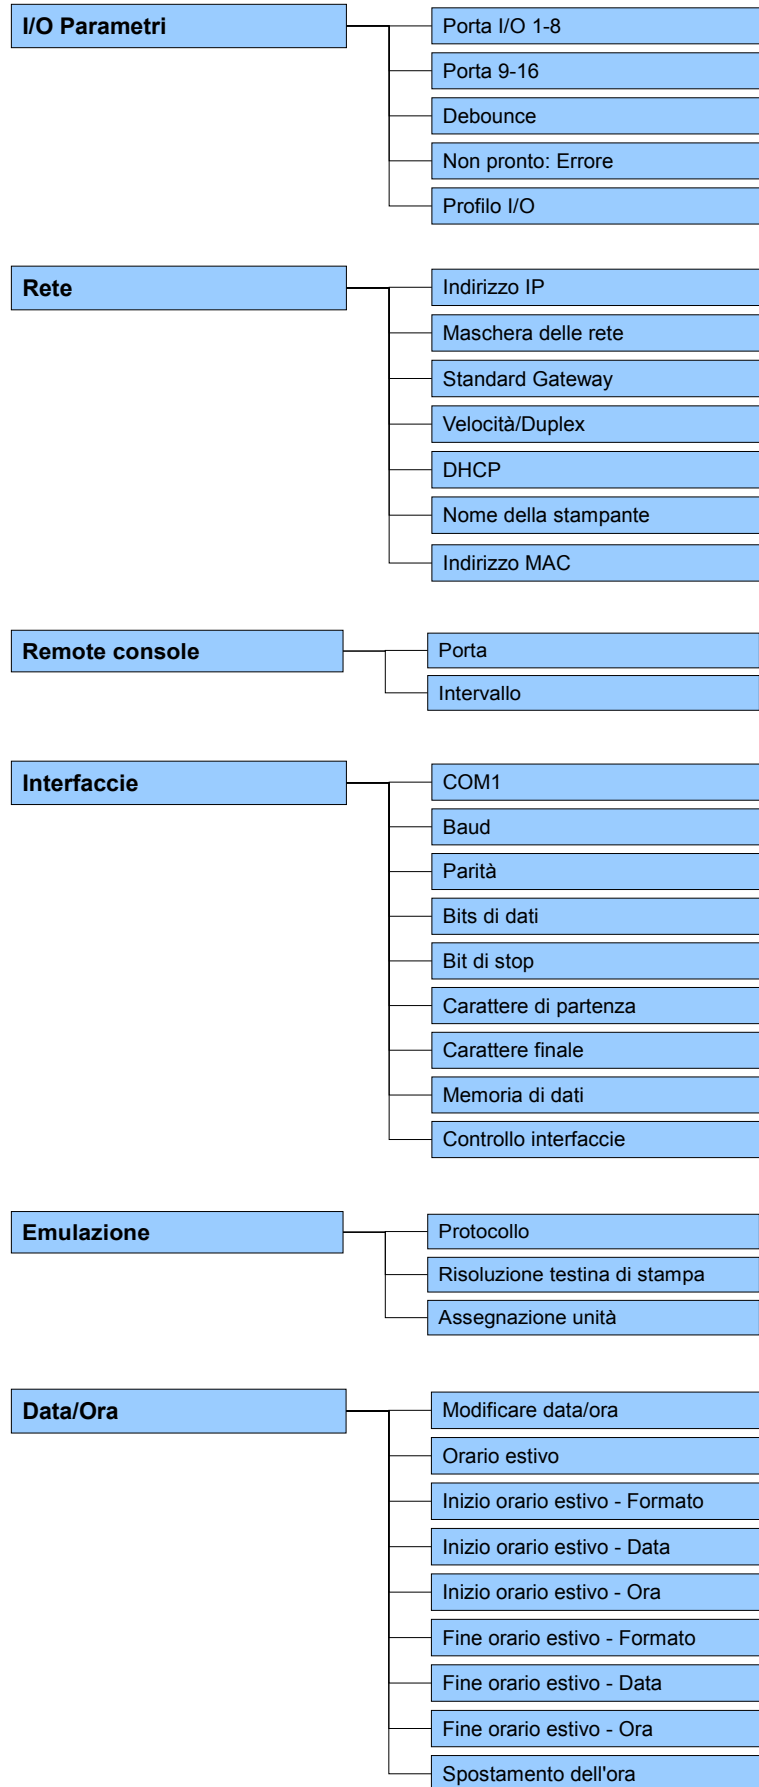 I/O Parametri
Porta I/O 1-8
Porta 9-16
Debounce
Non pronto: Errore
Profilo I/O
Rete
Indirizzo IP
Maschera delle rete
Standard Gateway
Velocità/Duplex
DHCP
Nome della stampante
Indirizzo MAC
Remote console
Porta
Intervallo
Interfaccie
COM1
Baud
Parità
Bits di dati
Bit di stop
Carattere di partenza
Carattere finale
Memoria di dati
Controllo interfaccie
Emulazione
Protocollo
Risoluzione testina di stampa
Assegnazione unità
Data/Ora
Modificare data/ora
Orario estivo
Inizio orario estivo - Formato
Inizio orario estivo - Data
Inizio orario estivo - Ora
Fine orario estivo - Formato
Fine orario estivo - Data
Fine orario estivo - Ora
Spostamento dell'ora